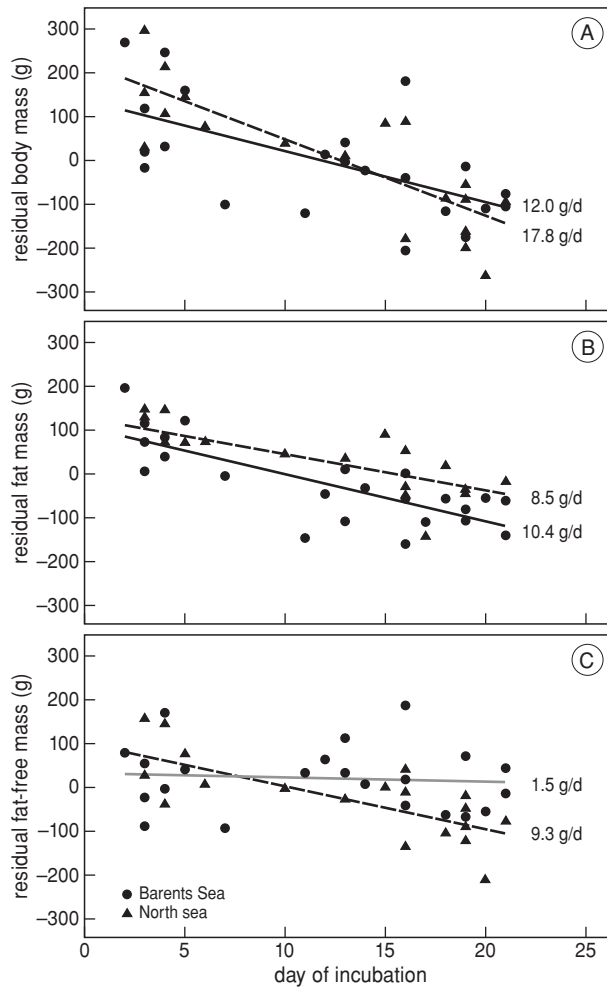 A
300
200
100
0
–100
–200
–300
residual body mass (g)
12.0 g/d
17.8 g/d
B
300
200
100
0
–100
–200
–300
residual fat mass (g)
8.5 g/d
10.4 g/d
C
300
200
100
0
–100
–200
–300
residual fat-free mass (g)
1.5 g/d
9.3 g/d
Barents Sea
North sea
0 5 10 15 20 25
day of incubation